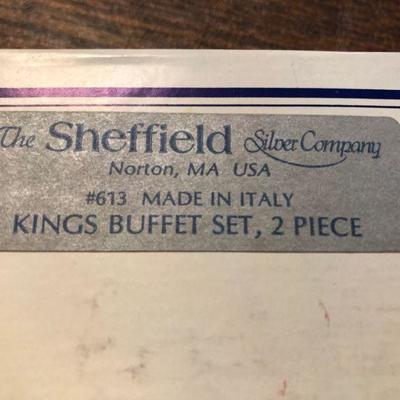 The Sheffield Silver Company
Norton, MA USA
#613 MADE IN ITALY
KINGS BUFFET SET, 2 PIECE